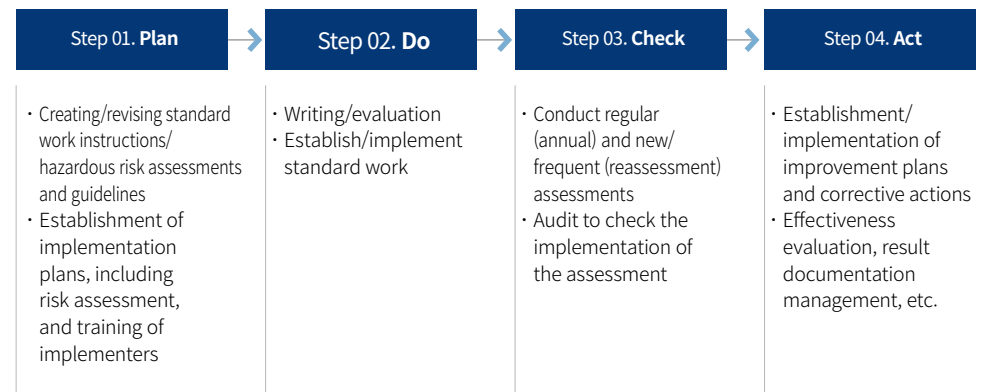 Step 01. Plan
Step 02. Do
Step 03. Check
Step 04. Act
· Creating/revising standard
work instructions/
hazardous risk assessments
and guidelines
· Establishment of
implementation
plans, including
risk assessment,
and training of
implementers
· Writing/evaluation
· Establish/implement
standard work
· Conduct regular
(annual) and new/
frequent (reassessment)
assessments
· Audit to check the
implementation of
the assessment
· Establishment/
implementation of
improvement plans
and corrective actions
· Effectiveness
evaluation, result
documentation
management, etc.